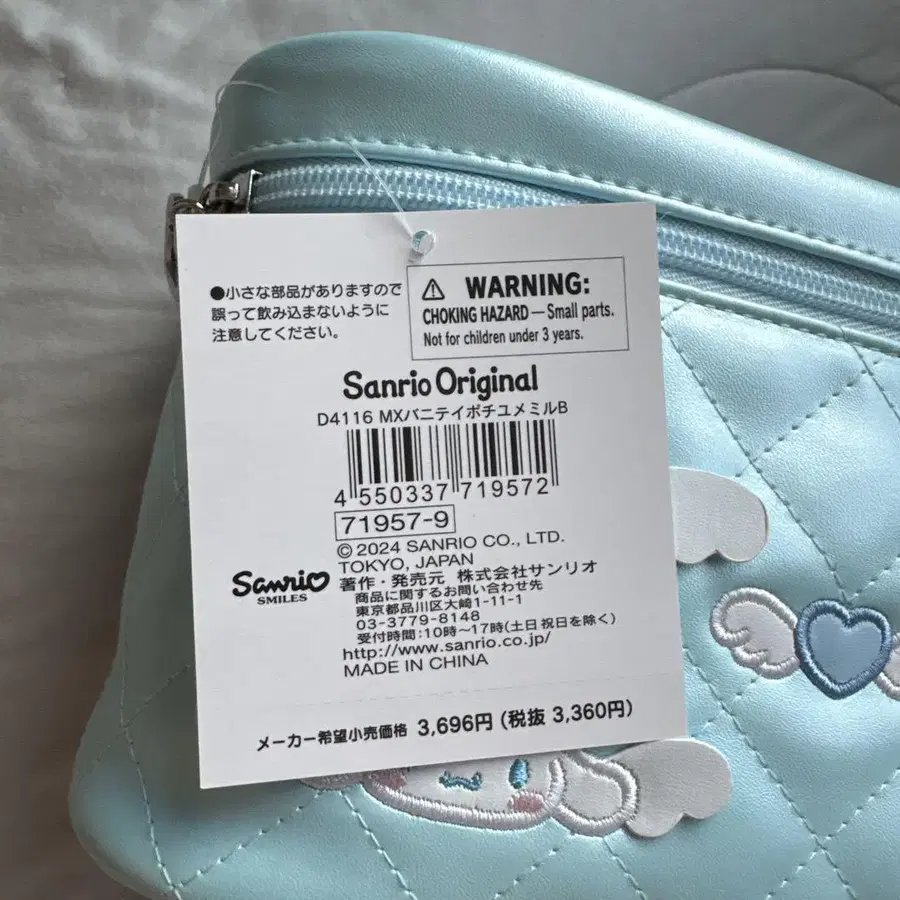 ●小さな部品がありますので
誤って飲み込まないように
注意してください。
⚠ WARNING:
CHOKING HAZARD — Small parts.
Not for children under 3 years.
Sanrio Original
D4116 MXバニテイポチユメミルB
4 550337 719572
71957-9
© 2024 SANRIO CO., LTD.
TOKYO, JAPAN
Sanrio
SMILES
著作・発売元 株式会社サンリオ
商品に関するお問い合わせ先
東京都品川区大崎1-11-1
03-3779-8148
受付時間:10時～17時(土日祝日を除く)
http://www.sanrio.co.jp/
MADE IN CHINA
メーカー希望小売価格 3,696円 (税抜 3,360円)